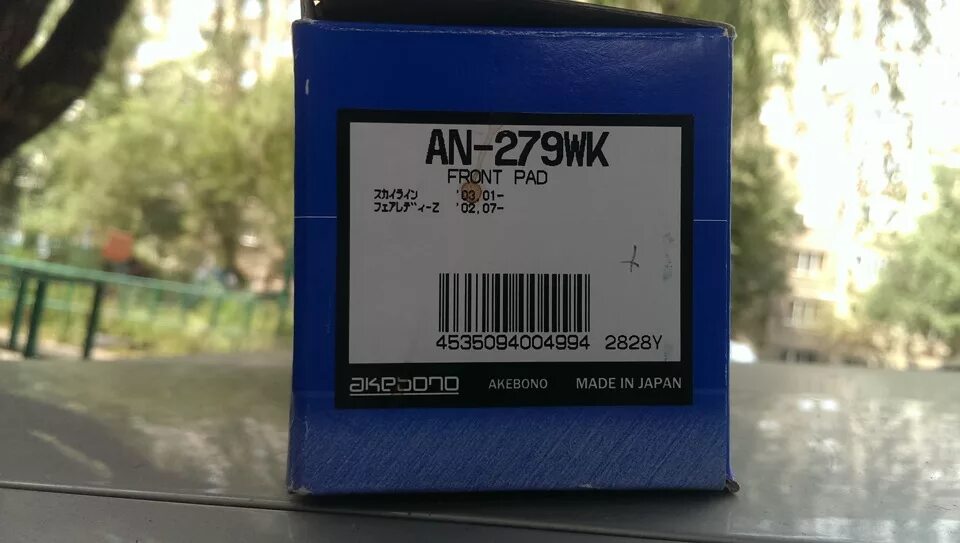 AN-279WK
FRONT PAD
スカイライン '03,01-
フェアレディーZ '02,07-
4535094004994 2828Y
akebono AKEBONO MADE IN JAPAN